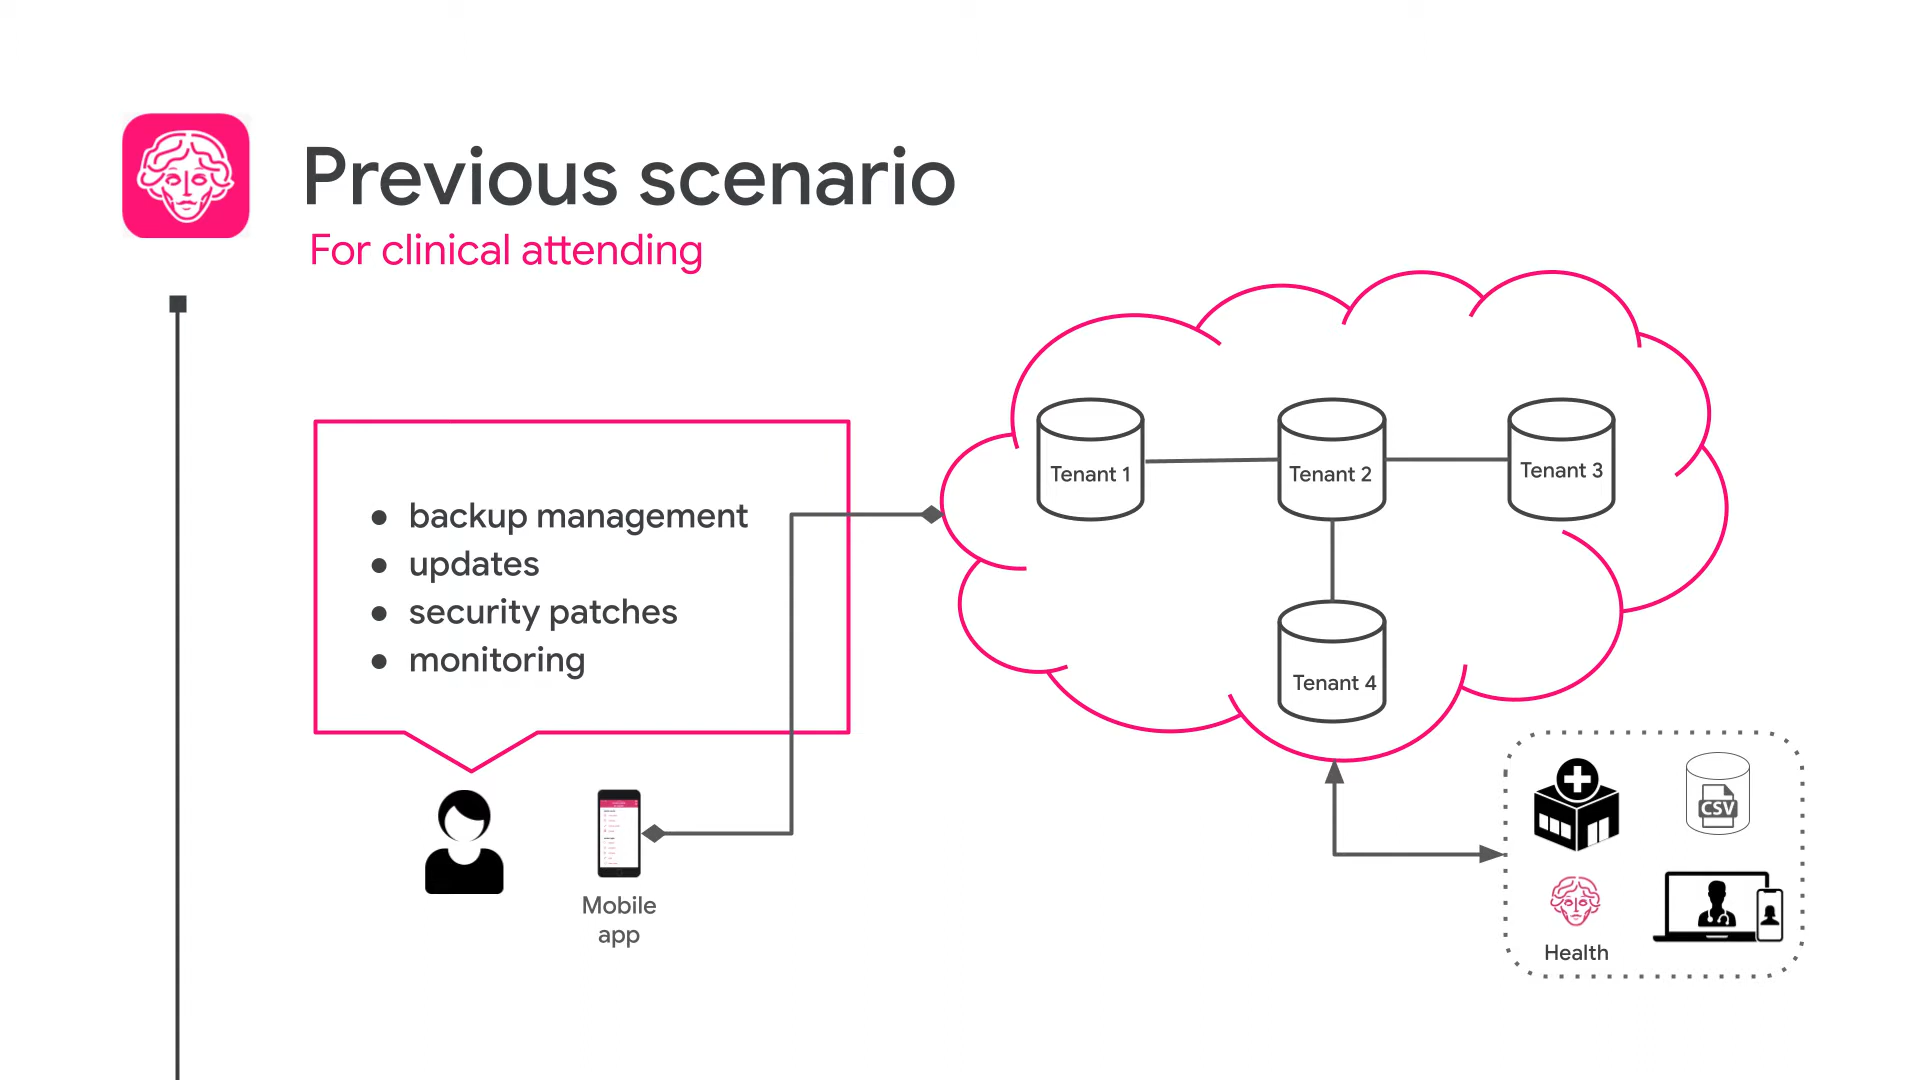 Previous scenario
For clinical attending
● backup management
● updates
● security patches
● monitoring
Tenant 1
Tenant 2
Tenant 3
Tenant 4
Mobile
app
CSV
Health